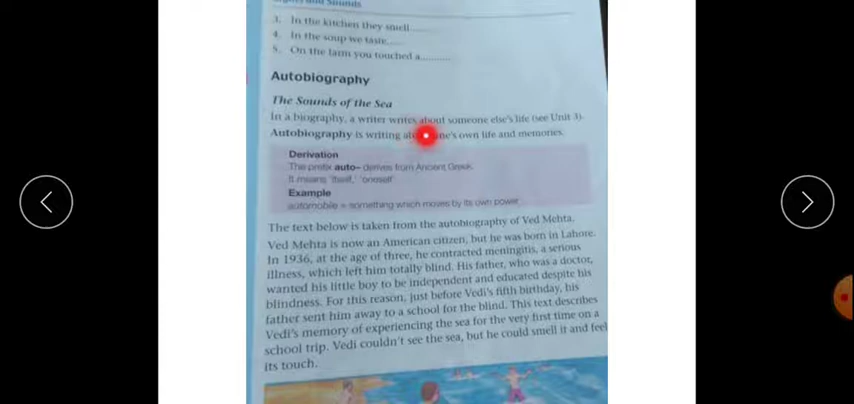 Sounds
3. In the kitchen they smell..........
4. In the soup we taste.....
5. On the farm you touched a...........
Autobiography
The Sounds of the Sea
In a biography, a writer writes about someone else's life (see Unit 3).
Autobiography is writing one's own life and memories.
Derivation
The prefix auto– derives from Ancient Greek.
It means 'itself,' 'oneself'
Example
automobile = something which moves by its own power
The text below is taken from the autobiography of Ved Mehta.
Ved Mehta is now an American citizen, but he was born in Lahore.
In 1936, at the age of three, he contracted meningitis, a serious
illness, which left him totally blind. His father, who was a doctor,
wanted his little boy to be independent and educated despite his
blindness. For this reason, just before Vedi's fifth birthday, his
father sent him away to a school for the blind. This text describes
Vedi's memory of experiencing the sea for the very first time on a
school trip. Vedi couldn't see the sea, but he could smell it and feel
its touch.